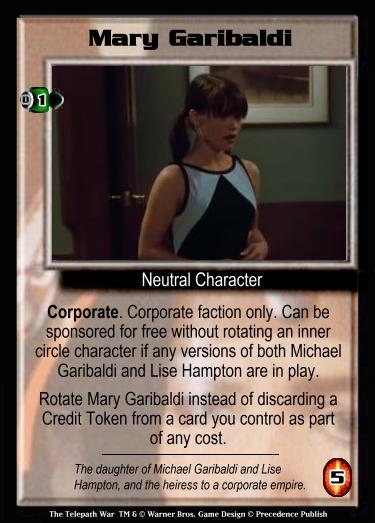 Mary Garibaldi
D 1
Neutral Character
Corporate. Corporate faction only. Can be
sponsored for free without rotating an inner
circle character if any versions of both Michael
Garibaldi and Lise Hampton are in play.
Rotate Mary Garibaldi instead of discarding a
Credit Token from a card you control as part
of any cost.
The daughter of Michael Garibaldi and Lise
Hampton, and the heiress to a corporate empire.
5
The Telepath War TM & © Warner Bros. Game Design © Precedence Publish